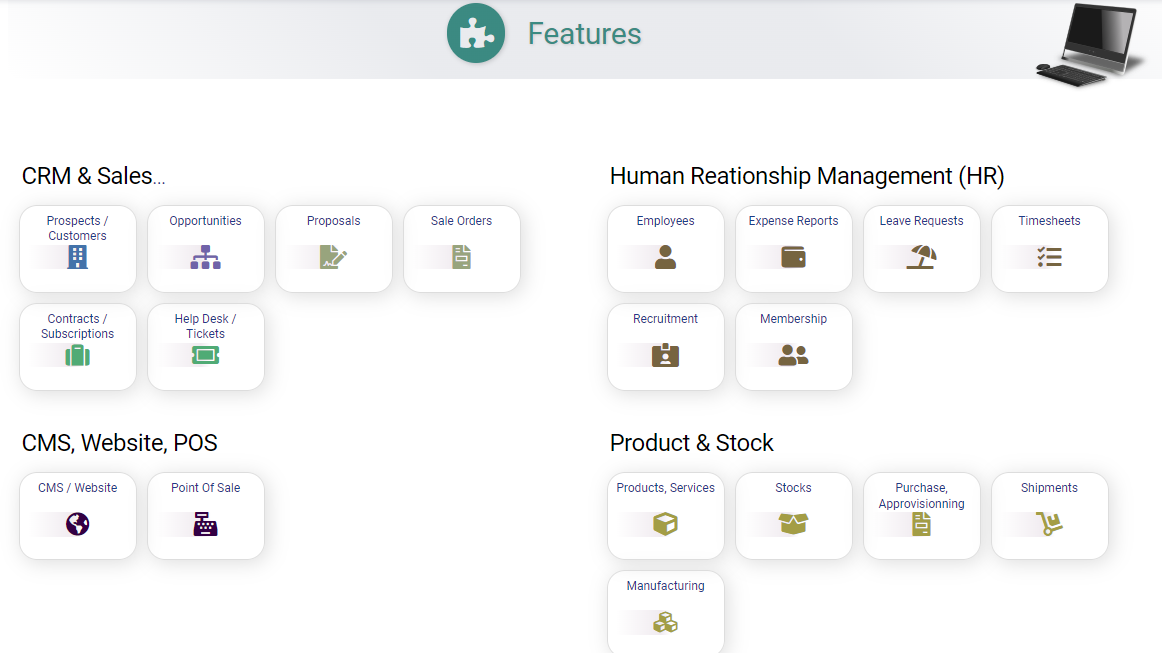 Features
CRM & Sales...
Prospects /
Customers
Opportunities
Proposals
Sale Orders
Contracts /
Subscriptions
Help Desk /
Tickets
Human Reationship Management (HR)
Employees
Expense Reports
Leave Requests
Timesheets
Recruitment
Membership
CMS, Website, POS
CMS / Website
Point Of Sale
Product & Stock
Products, Services
Stocks
Purchase,
Approvisionning
Shipments
Manufacturing